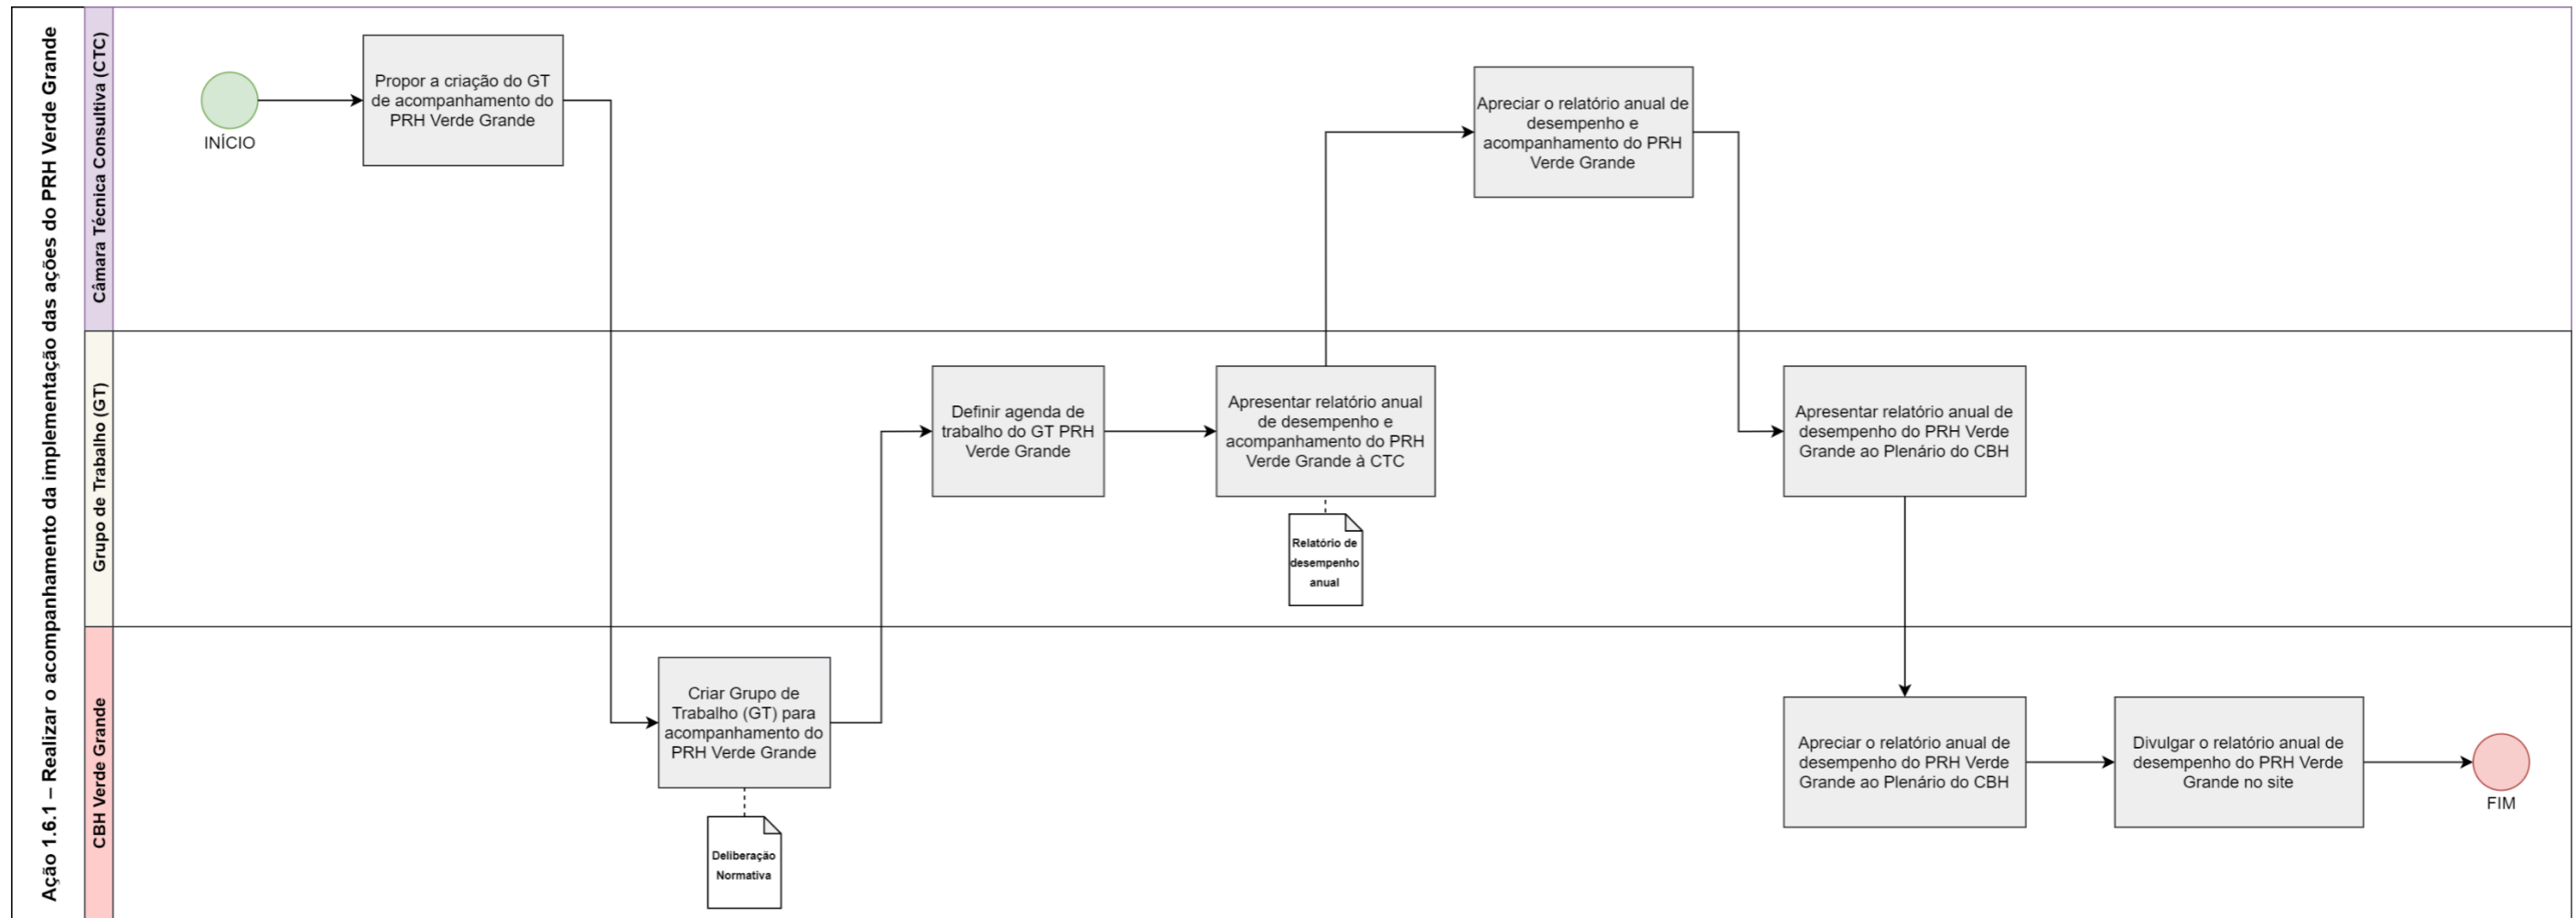 Ação 1.6.1 – Realizar o acompanhamento da implementação das ações do PRH Verde Grande
Câmara Técnica Consultiva (CTC)
INÍCIO
Propor a criação do GT
de acompanhamento do
PRH Verde Grande
Apreciar o relatório anual de
desempenho e
acompanhamento do PRH
Verde Grande
Grupo de Trabalho (GT)
Definir agenda de
trabalho do GT PRH
Verde Grande
Apresentar relatório anual
de desempenho e
acompanhamento do PRH
Verde Grande à CTC
Relatório de
desempenho
anual
Apresentar relatório anual de
desempenho do PRH Verde
Grande ao Plenário do CBH
CBH Verde Grande
Criar Grupo de
Trabalho (GT) para
acompanhamento do
PRH Verde Grande
Deliberação
Normativa
Apreciar o relatório anual de
desempenho do PRH Verde
Grande ao Plenário do CBH
Divulgar o relatório anual de
desempenho do PRH Verde
Grande no site
FIM